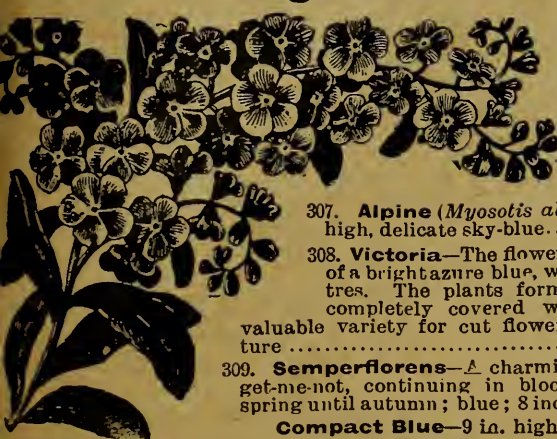 307. Alpine (Myosotis al
high, delicate sky-blue..
308. Victoria—The flowe
of a bright azure blue, w
tres. The plants form
completely covered w
valuable variety for cut flowe
ture ..............................
309. Semperflorens—A charmi
get-me-not, continuing in bloo
spring until autumn; blue; 8 inc
Compact Blue—9 in. high